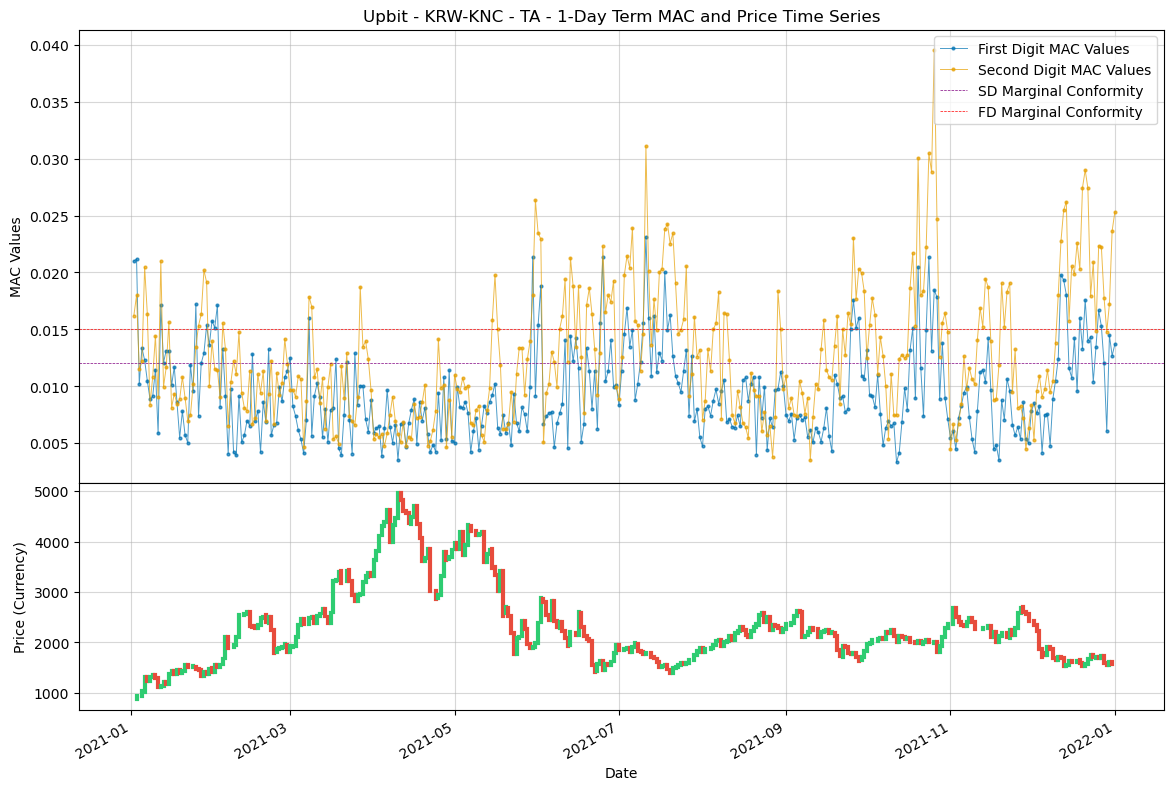 Upbit - KRW-KNC - TA - 1-Day Term MAC and Price Time Series
First Digit MAC Values
Second Digit MAC Values
SD Marginal Conformity
FD Marginal Conformity
MAC Values
0.040
0.035
0.030
0.025
0.020
0.015
0.010
0.005
Price (Currency)
5000
4000
3000
2000
1000
2021-01
2021-03
2021-05
2021-07
2021-09
2021-11
2022-01
Date